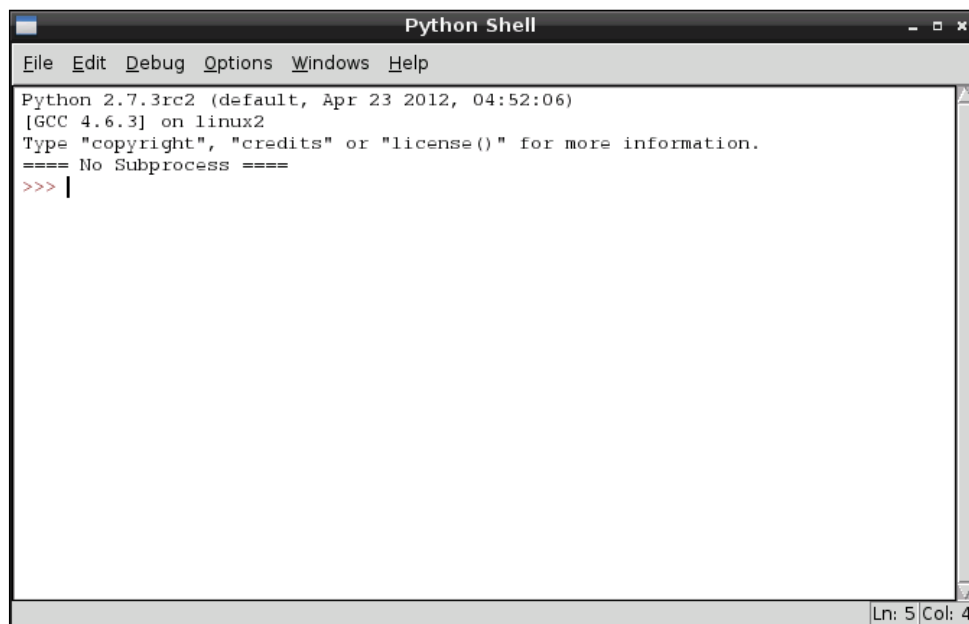 Python Shell
File Edit Debug Options Windows Help
Python 2.7.3rc2 (default, Apr 23 2012, 04:52:06)
[GCC 4.6.3] on linux2
Type "copyright", "credits" or "license()" for more information.
==== No Subprocess ====
>>>
Ln: 5 Col: 4